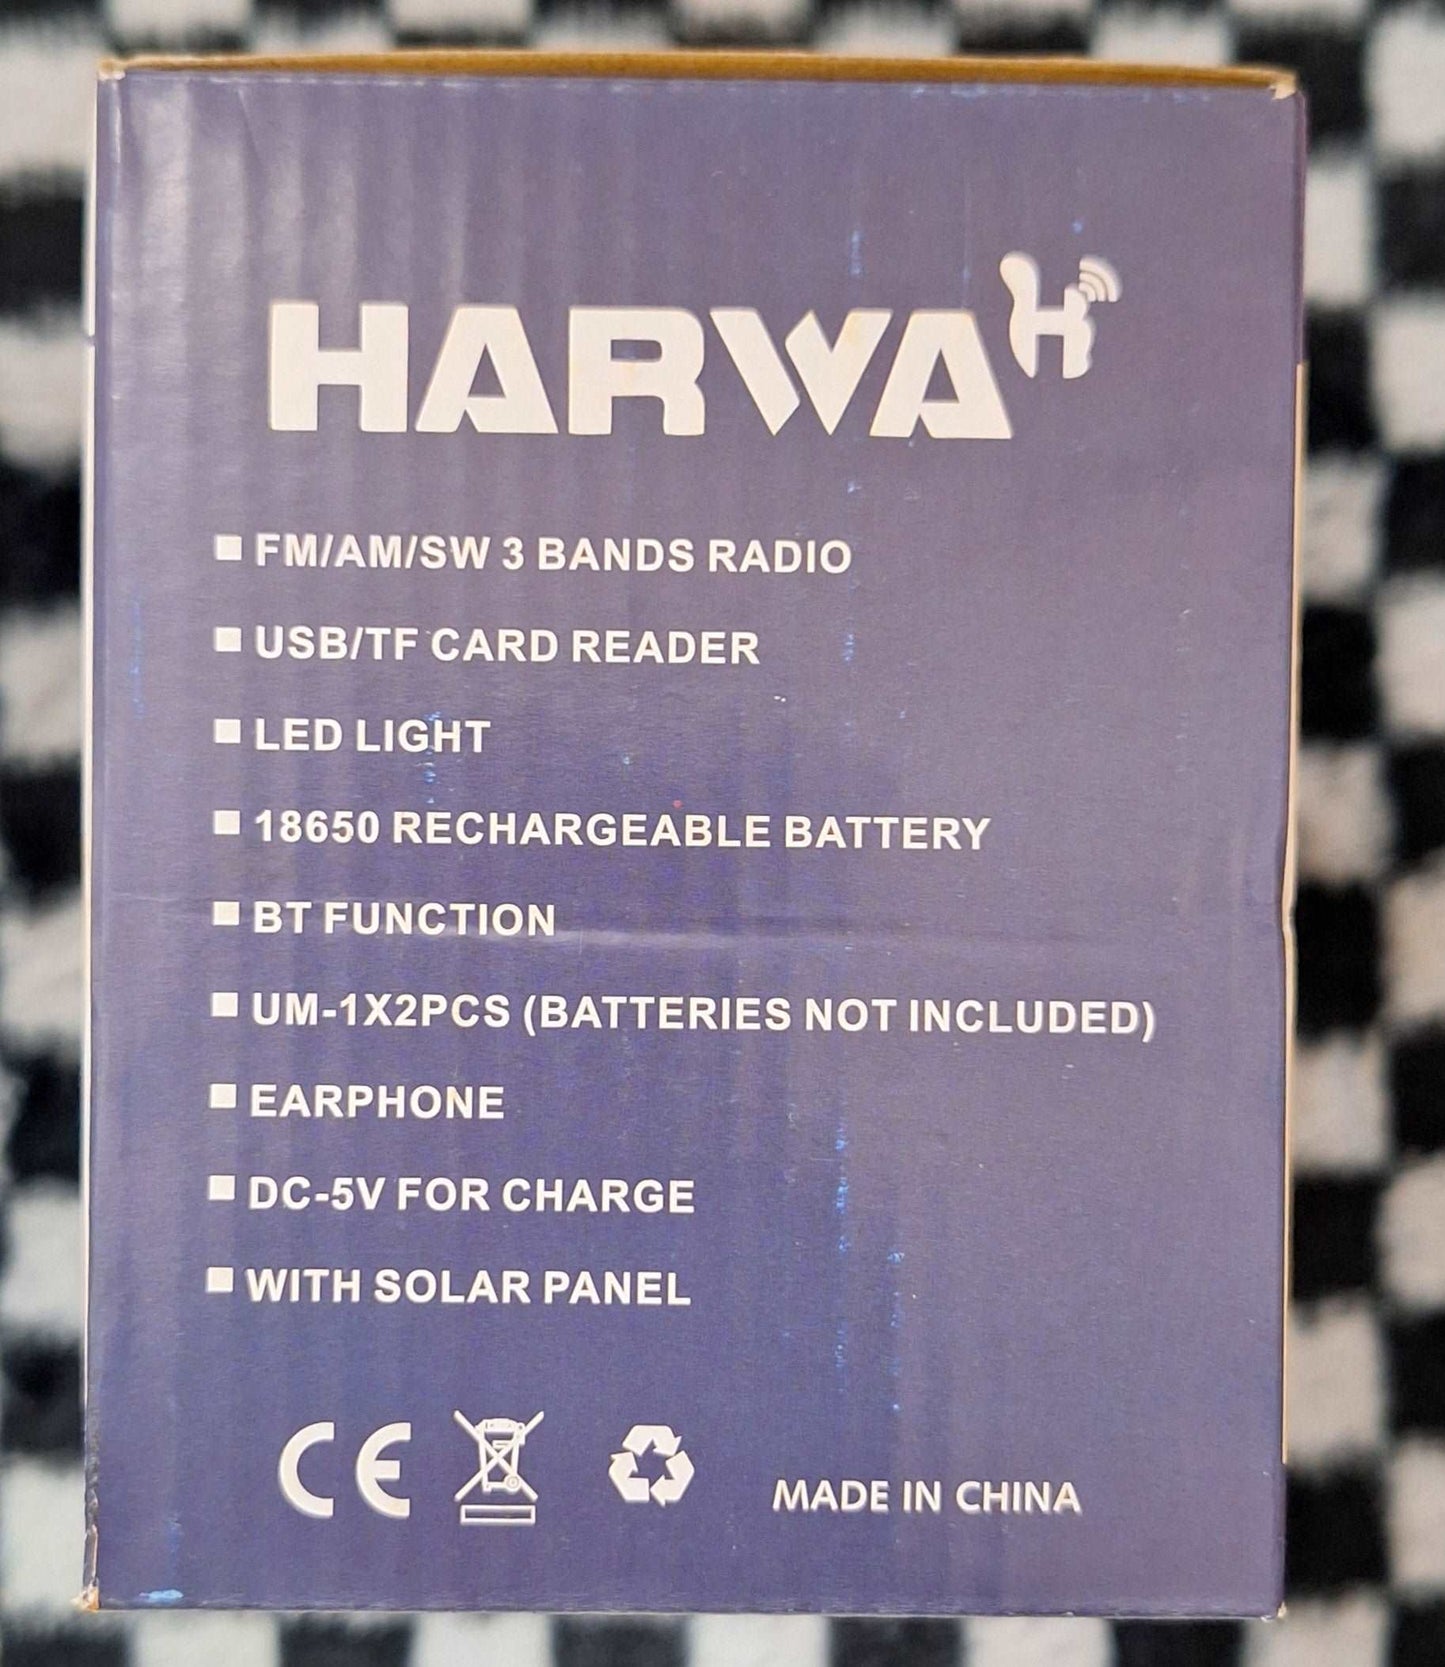 HARWA
H
FM/AM/SW 3 BANDS RADIO
USB/TF CARD READER
LED LIGHT
18650 RECHARGEABLE BATTERY
BT FUNCTION
UM-1X2PCS (BATTERIES NOT INCLUDED)
EARPHONE
DC-5V FOR CHARGE
WITH SOLAR PANEL
CE
MADE IN CHINA